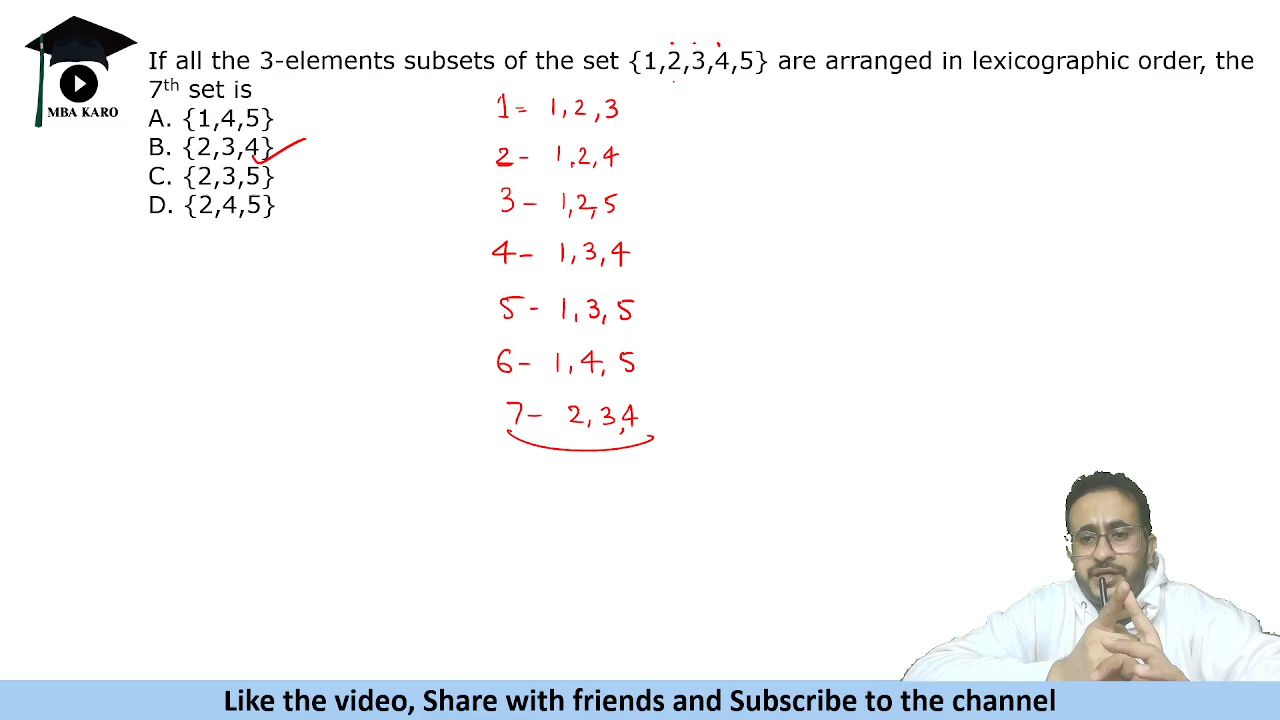 If all the 3-elements subsets of the set {1,2,3,4,5} are arranged in lexicographic order, the
7th set is
A. {1,4,5}
B. {2,3,4}
C. {2,3,5}
D. {2,4,5}
MBA KARO
1= 1,2,3
2- 1,2,4
3- 1,2,5
4- 1,3,4
5- 1,3,5
6- 1,4,5
7- 2,3,4
Like the video, Share with friends and Subscribe to the channel